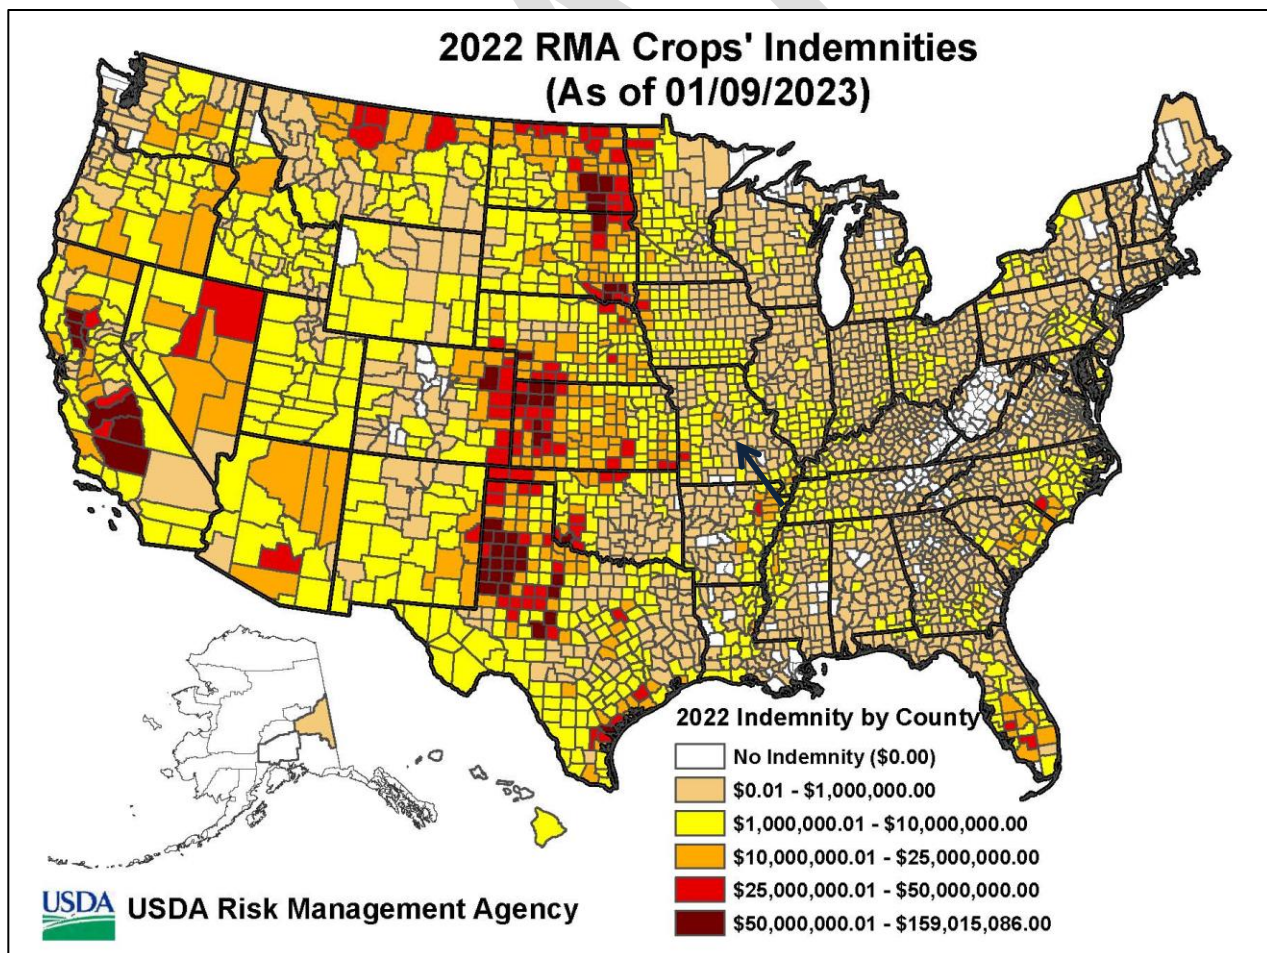 2022 RMA Crops' Indemnities
(As of 01/09/2023)
2022 Indemnity by County
No Indemnity ($0.00)
$0.01 - $1,000,000.00
$1,000,000.01 - $10,000,000.00
$10,000,000.01 - $25,000,000.00
$25,000,000.01 - $50,000,000.00
$50,000,000.01 - $159,015,086.00
USDA
USDA Risk Management Agency